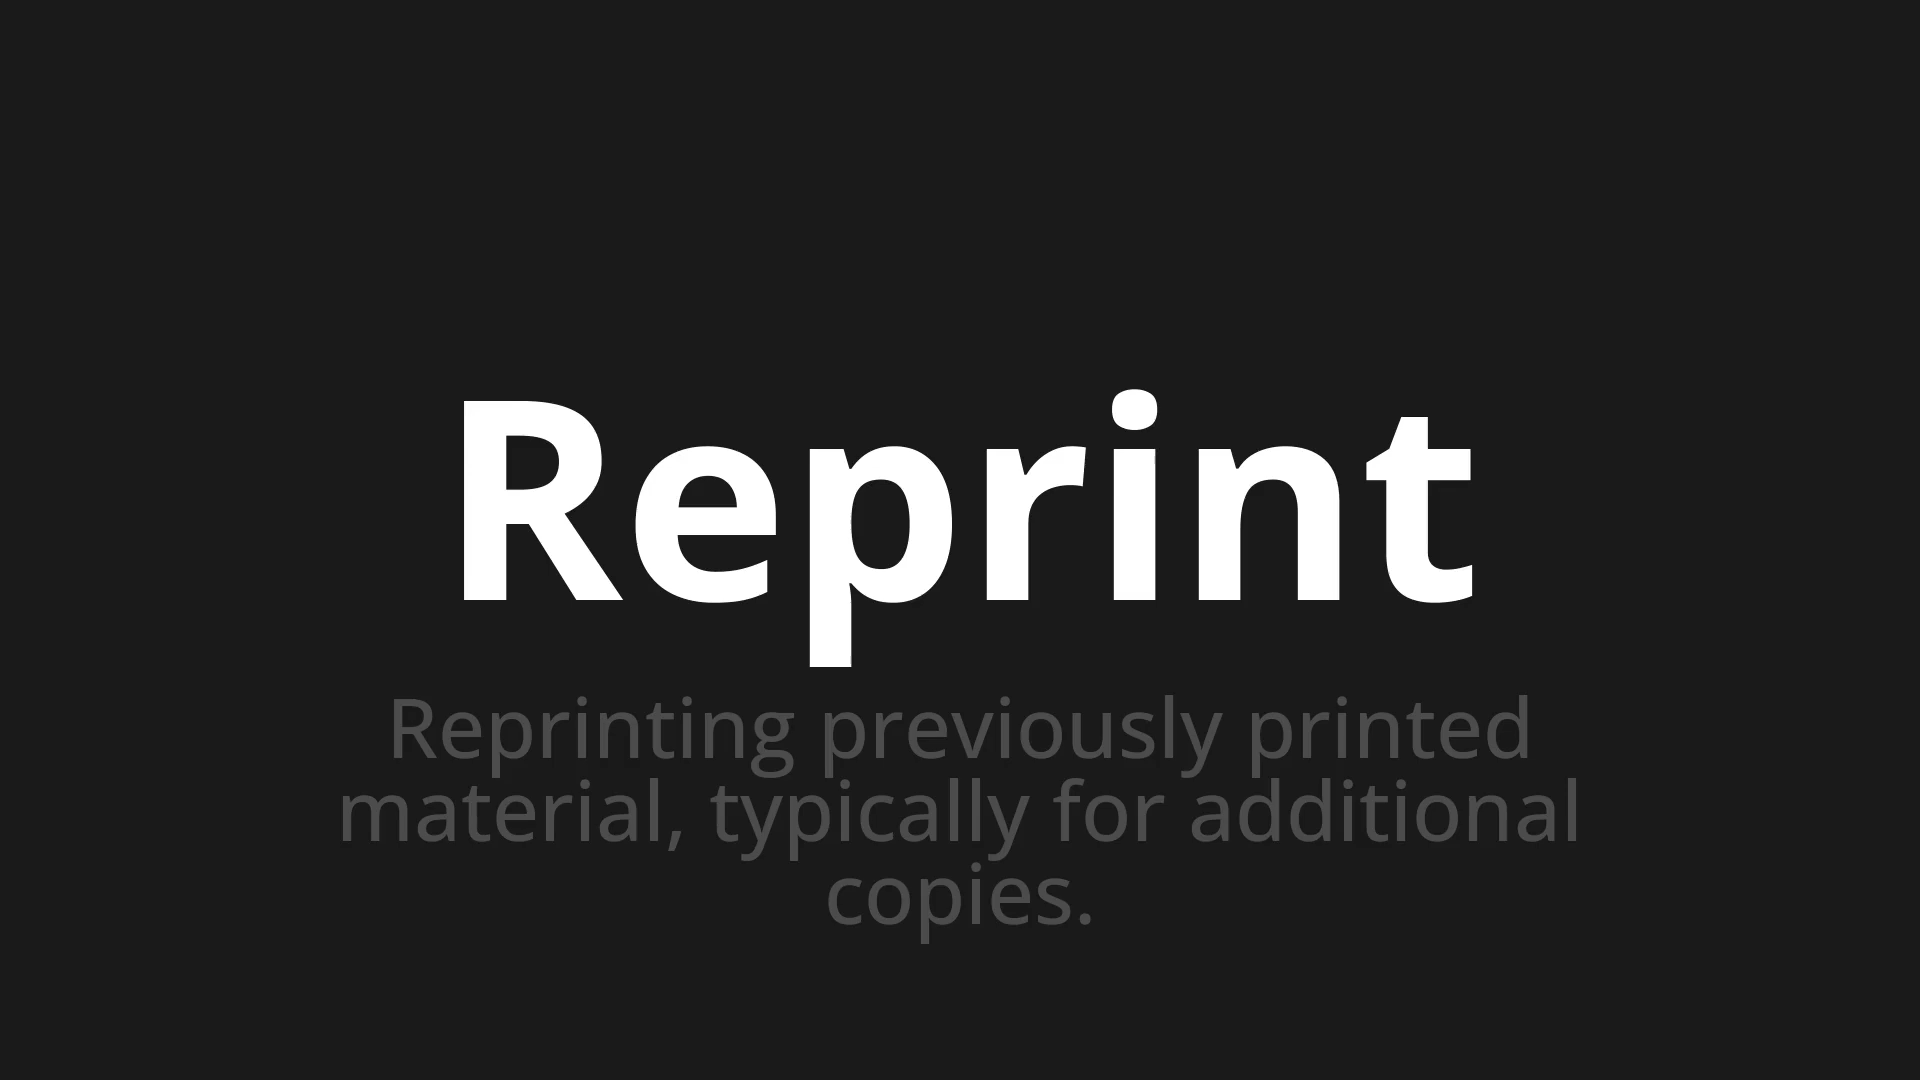 Reprint
Reprinting previously printed
material, typically for additional
copies.